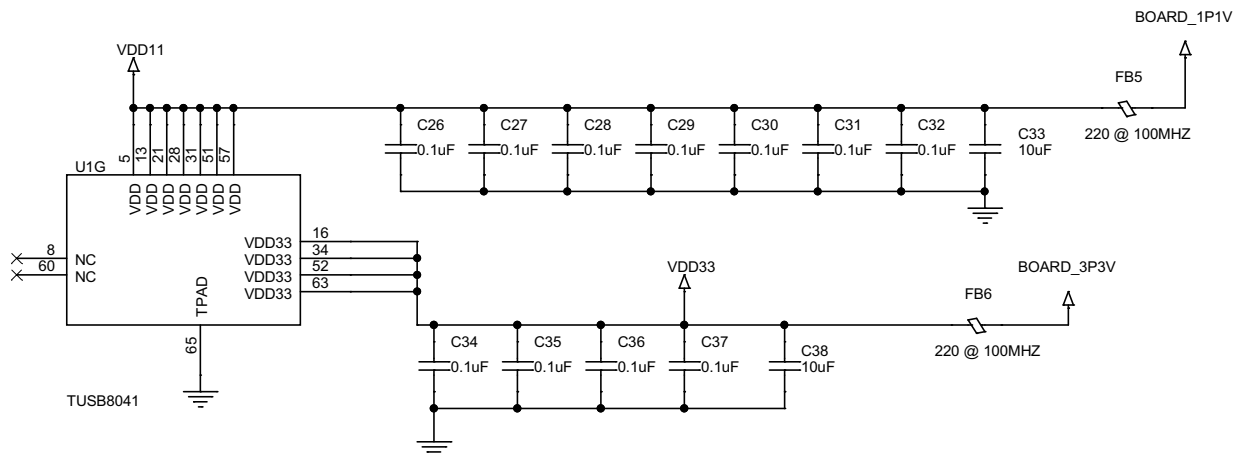 BOARD_1P1V
VDD11
FB5
220 @ 100MHZ
C26
0.1uF
C27
0.1uF
C28
0.1uF
C29
0.1uF
C30
0.1uF
C31
0.1uF
C32
0.1uF
C33
10uF
5
13
21
28
31
51
57
U1G
VDD
VDD
VDD
VDD
VDD
VDD
VDD
8
NC
60
NC
VDD33
16
VDD33
34
VDD33
52
VDD33
63
TPAD
65
TUSB8041
VDD33
BOARD_3P3V
FB6
220 @ 100MHZ
C34
0.1uF
C35
0.1uF
C36
0.1uF
C37
0.1uF
C38
10uF